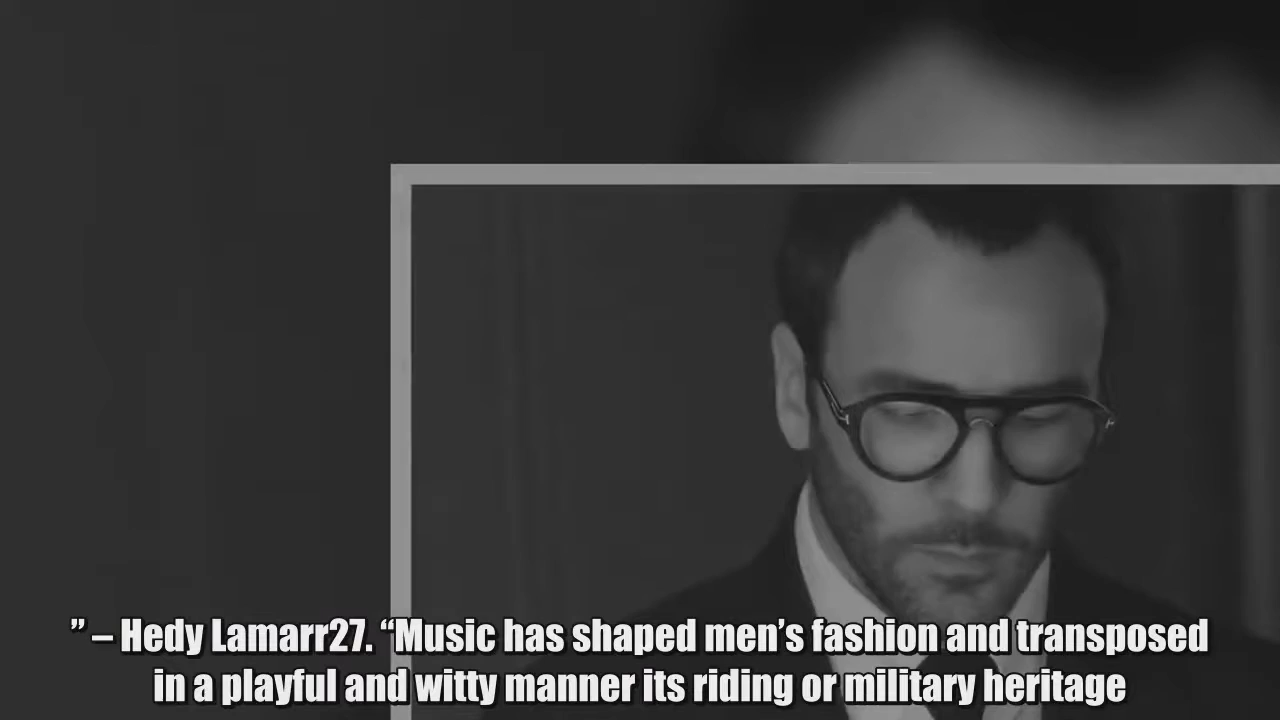 ” – Hedy Lamarr27. “Music has shaped men’s fashion and transposed
in a playful and witty manner its riding or military heritage